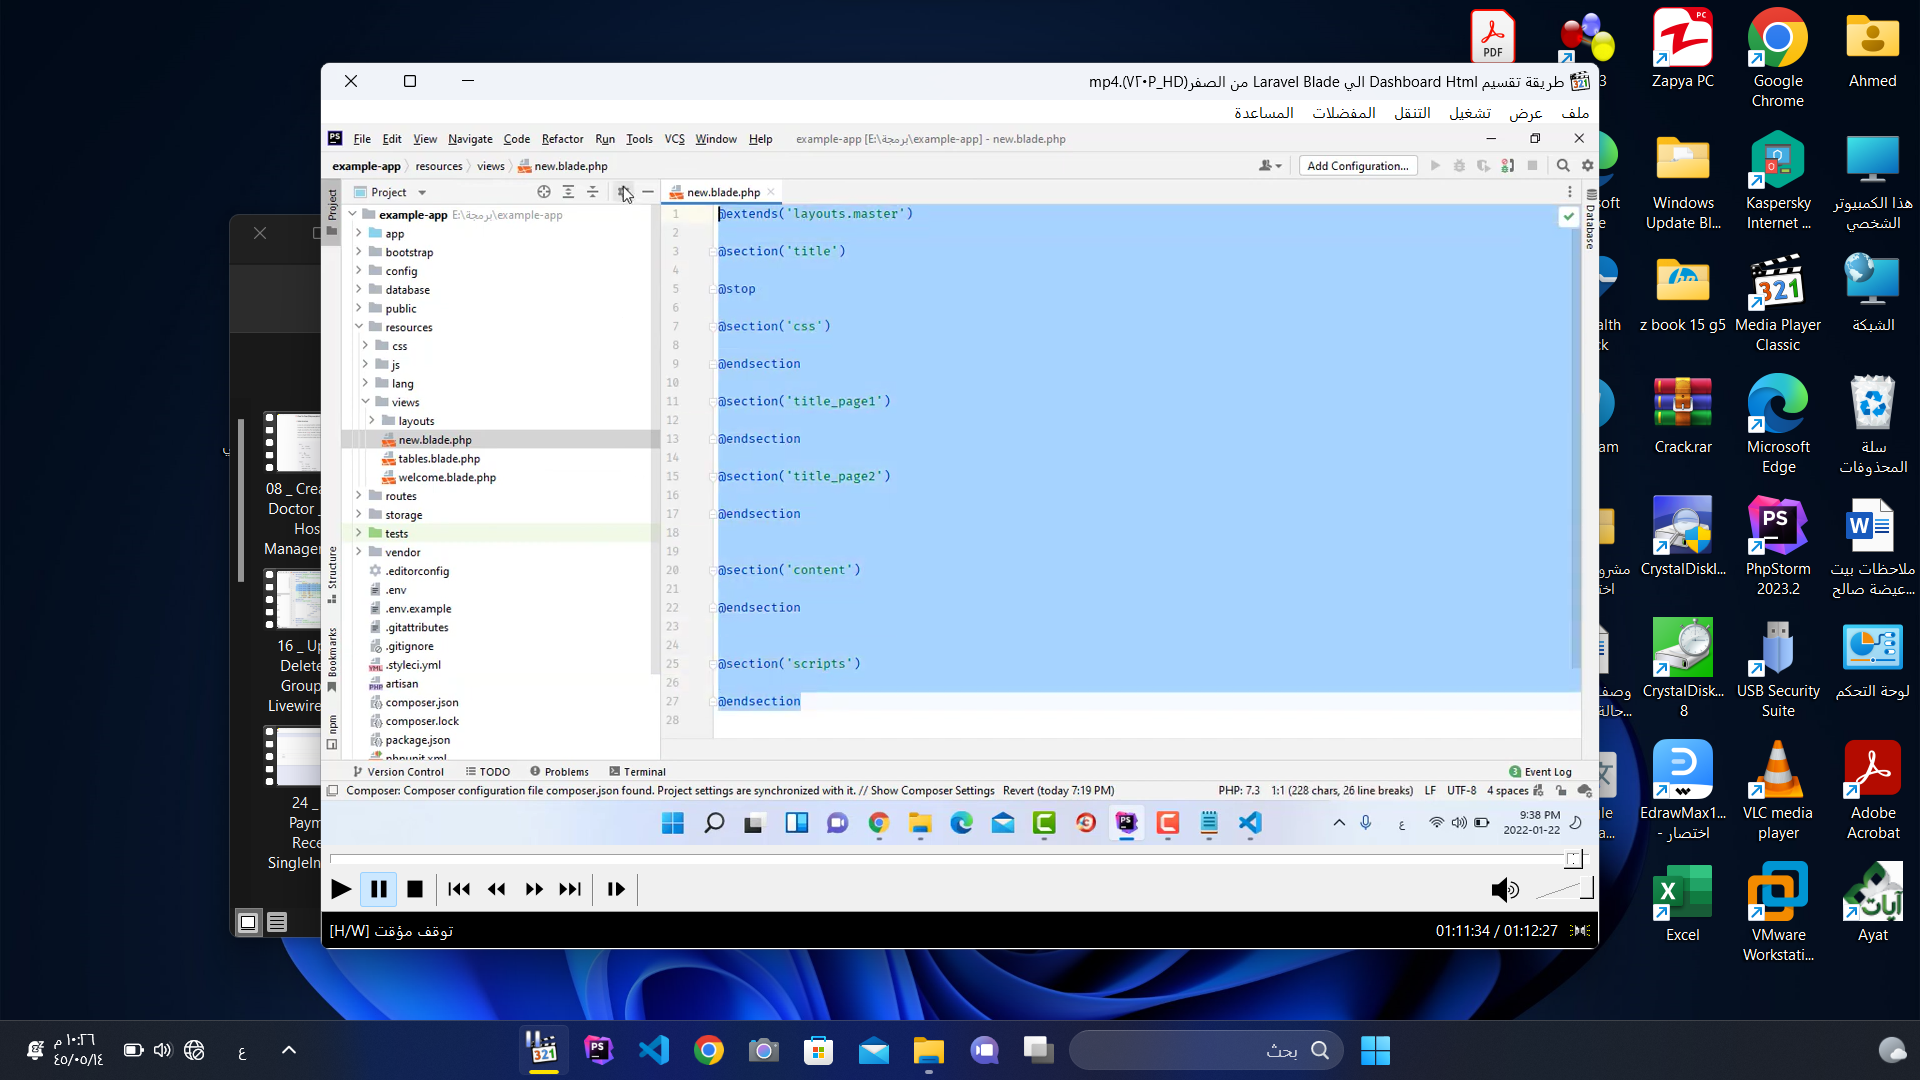 طريقة تقسيم Dashboard Html الي Laravel Blade من الصفر(V٢٠P_HD).mp4
ملف عرض تشغيل التنقل المفضلات المساعدة
File Edit View Navigate Code Refactor Run Tools VCS Window Help example-app [E:\برمجة\example-app] - new.blade.php
example-app resources views new.blade.php Add Configuration...
Project
new.blade.php
Project
Structure
Bookmarks
npm
Database
example-app E:\برمجة\example-app
app
bootstrap
config
database
public
resources
css
js
lang
views
layouts
new.blade.php
tables.blade.php
welcome.blade.php
routes
storage
tests
vendor
.editorconfig
.env
.env.example
.gitattributes
.gitignore
.styleci.yml
artisan
composer.json
composer.lock
package.json
phpunit.xml
1 @extends('layouts.master')
2
3 @section('title')
4
5 @stop
6
7 @section('css')
8
9 @endsection
10
11 @section('title_page1')
12
13 @endsection
14
15 @section('title_page2')
16
17 @endsection
18
19
20 @section('content')
21
22 @endsection
23
24
25 @section('scripts')
26
27 @endsection
28
Version Control TODO Problems Terminal 3 Event Log
Composer: Composer configuration file composer.json found. Project settings are synchronized with it. // Show Composer Settings Revert (today 7:19 PM) PHP: 7.3 1:1 (228 chars, 26 line breaks) LF UTF-8 4 spaces
ع
9:38 PM
2022-01-22
توقف مؤقت [H/W]
01:11:34 / 01:12:27
08 _ Crea
Doctor _
Hos
Managem
16 _ Up
Delete
Group
Livewire
24 _
Paym
Rece
SingleIn
PDF
3
Zapya PC
Google
Chrome
Ahmed
Windows
Update Bl...
Kaspersky
Internet ...
هذا الكمبيوتر
الشخصي
z book 15 g5
Media Player
Classic
الشبكة
Crack.rar
Microsoft
Edge
سلة
المحذوفات
CrystalDiskI...
PhpStorm
2023.2
ملاحظات بيت
عيضة صالح...
CrystalDisk...
8
USB Security
Suite
لوحة التحكم
EdrawMax1...
اختصار -
VLC media
player
Adobe
Acrobat
Excel
VMware
Workstati...
Ayat
١٠:٢٦ م
٤٥/٠٥/١٤
ع
بحث